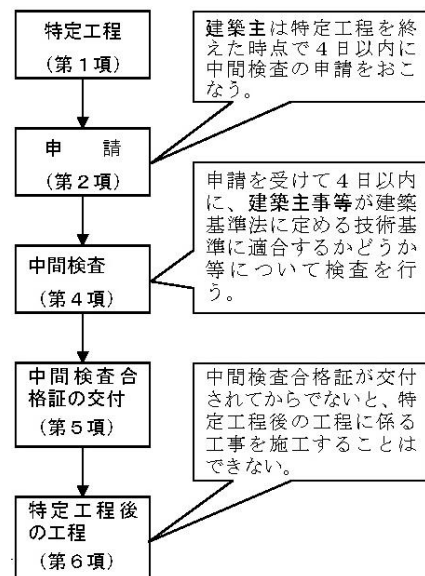 特定工程
(第１項)
建築主は特定工程を終
えた時点で４日以内に
中間検査の申請をおこ
なう。
申　請
(第２項)
申請を受けて４日以内
に、建築主事等が建築
基準法に定める技術基
準に適合するかどうか
等について検査を行
う。
中間検査
(第４項)
中間検査合
格証の交付
(第５項)
中間検査合格証が交付
されてからでないと、特
定工程後の工程に係る
工事を施工することは
できない。
特定工程後
の工程
(第６項)